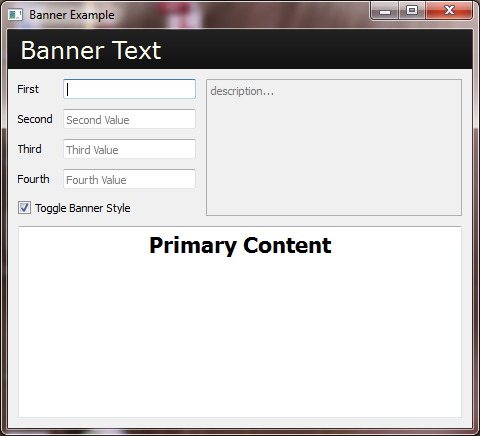 Banner Example
Banner Text
First
description...
Second Second Value
Third Third Value
Fourth Fourth Value
Toggle Banner Style
Primary Content